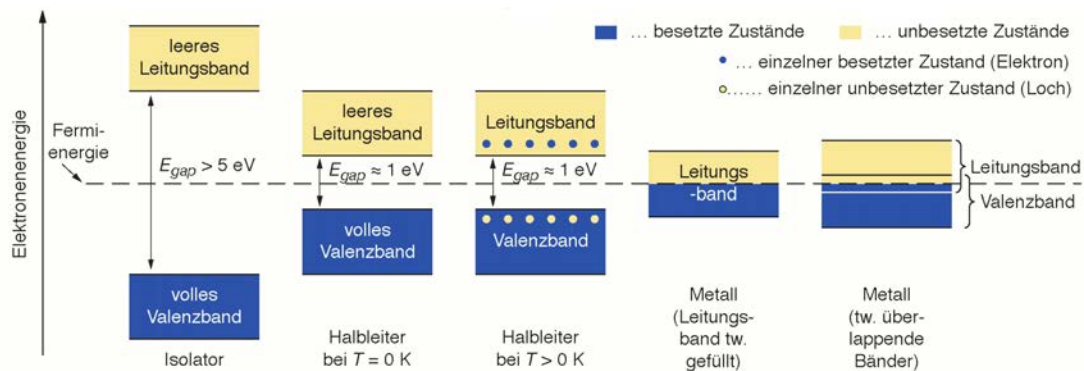 Elektronenenergie
Fermi-
energie
leeres
Leitungsband
E_gap > 5 eV
volles
Valenzband
Isolator
leeres
Leitungsband
E_gap ≈ 1 eV
volles
Valenzband
Halbleiter
bei T = 0 K
Leitungsband
E_gap ≈ 1 eV
Valenzband
Halbleiter
bei T > 0 K
Leitungs
-band
Metall
(Leitungs-
band tw.
gefüllt)
Leitungsband
Valenzband
Metall
(tw. über-
lappende
Bänder)
... besetzte Zustände
... unbesetzte Zustände
... einzelner besetzter Zustand (Elektron)
...... einzelner unbesetzter Zustand (Loch)